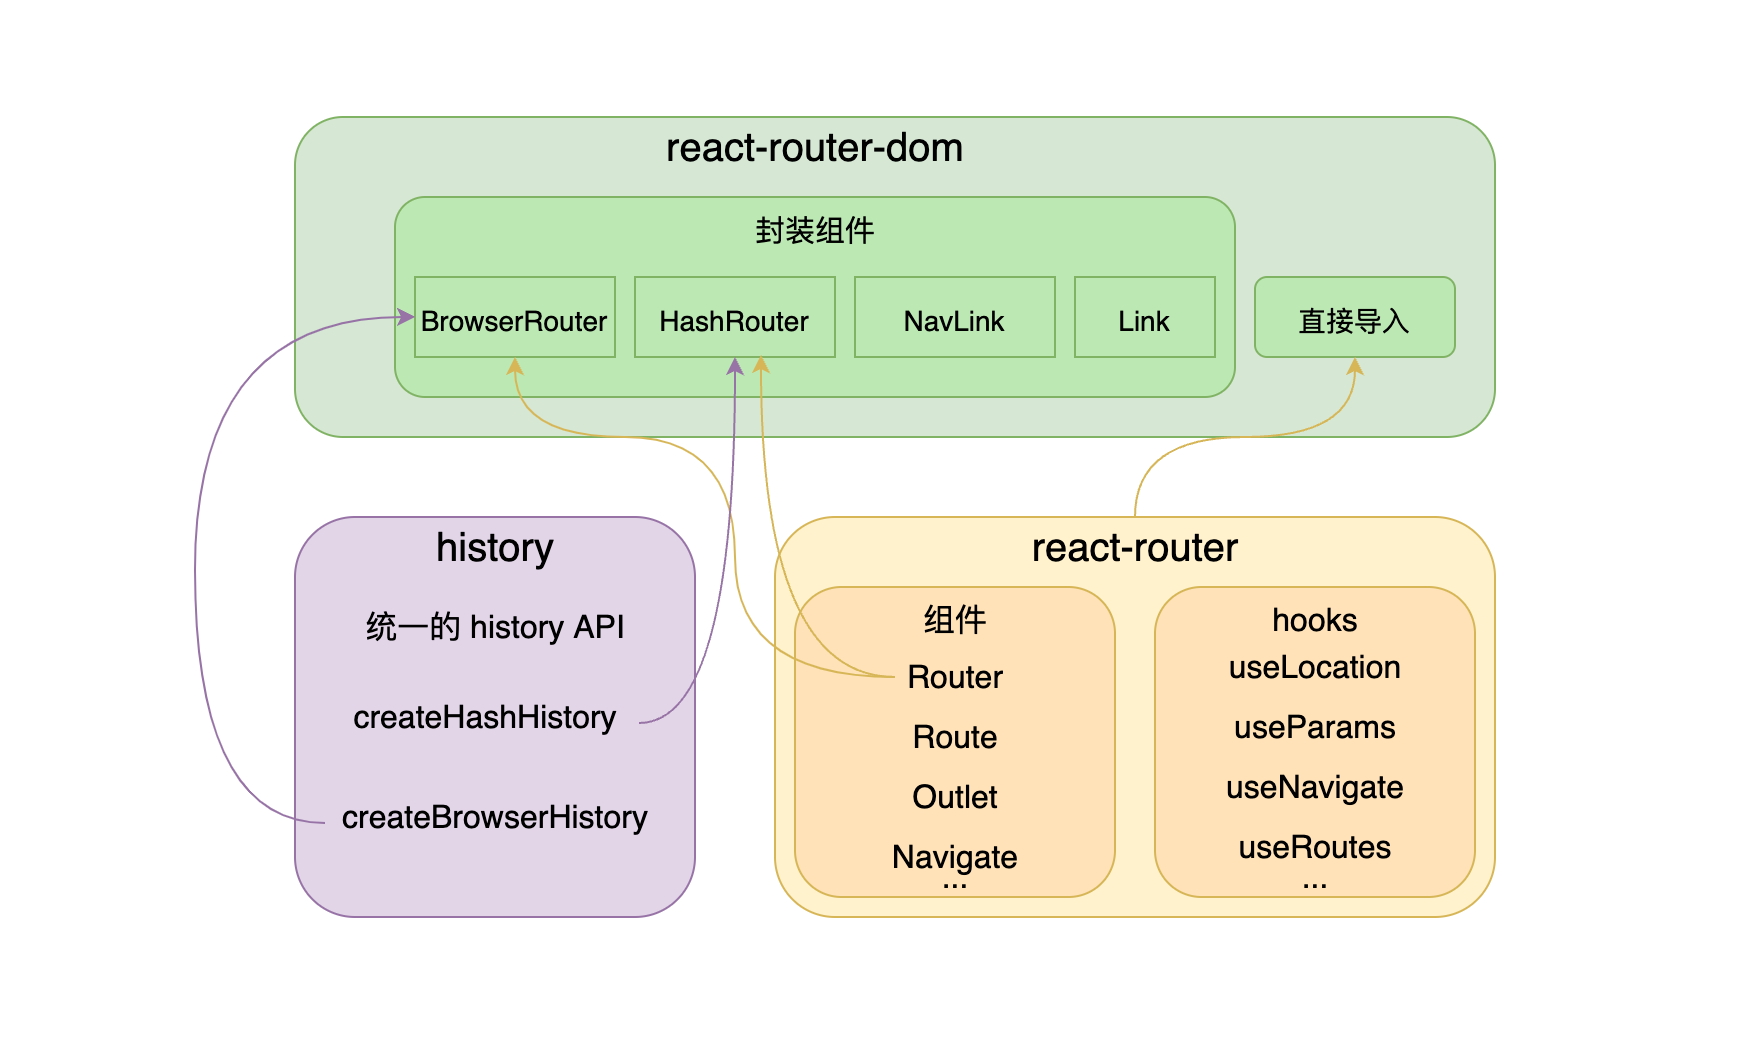 react-router-dom
封装组件
BrowserRouter
HashRouter
NavLink
Link
直接导入
history
统一的 history API
createHashHistory
createBrowserHistory
react-router
组件
Router
Route
Outlet
Navigate
...
hooks
useLocation
useParams
useNavigate
useRoutes
...